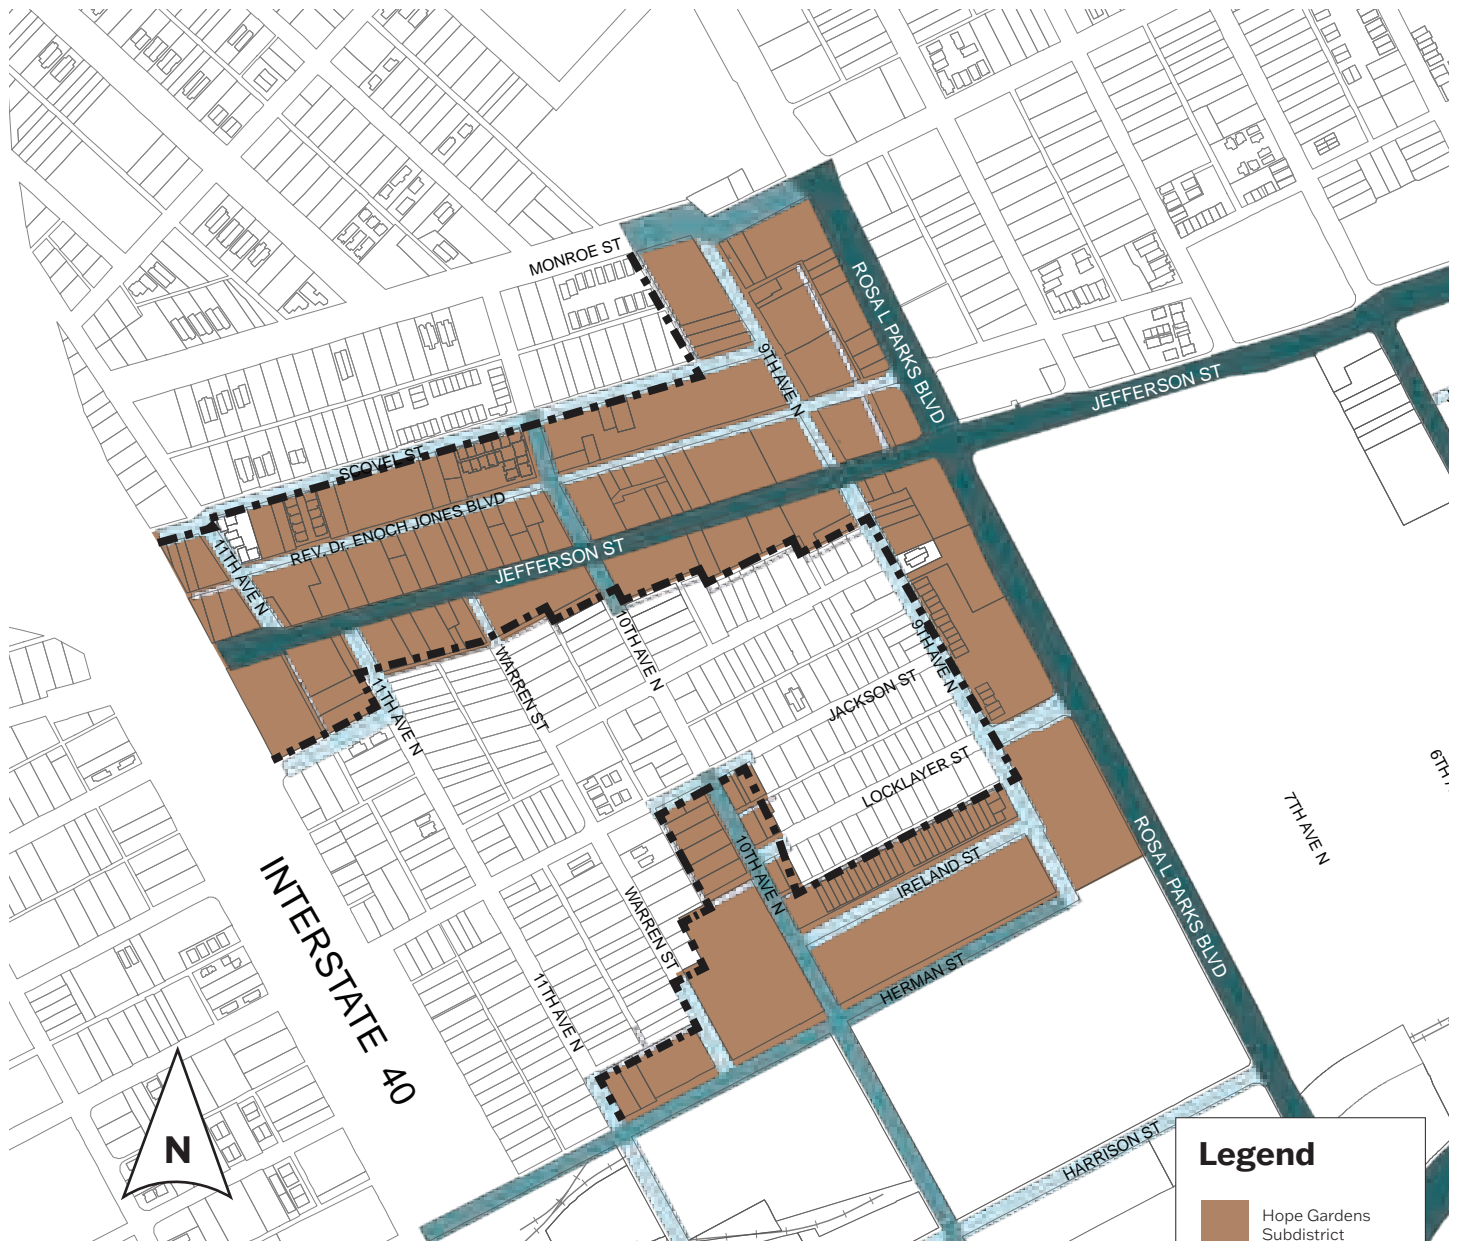 MONROE ST
ROSA L PARKS BLVD
9TH AVE N
JEFFERSON ST
SCOVEL ST
REV. Dr. ENOCH JONES BLVD
11TH AVE N
JEFFERSON ST
10TH AVE N
WARREN ST
11TH AVE N
9TH AVE N
JACKSON ST
LOCKLAYER ST
6TH
7TH AVE N
ROSA L PARKS BLVD
10TH AVE N
IRELAND ST
WARREN ST
HERMAN ST
11TH AVE N
INTERSTATE 40
HARRISON ST
N
Legend
Hope Gardens
Subdistrict